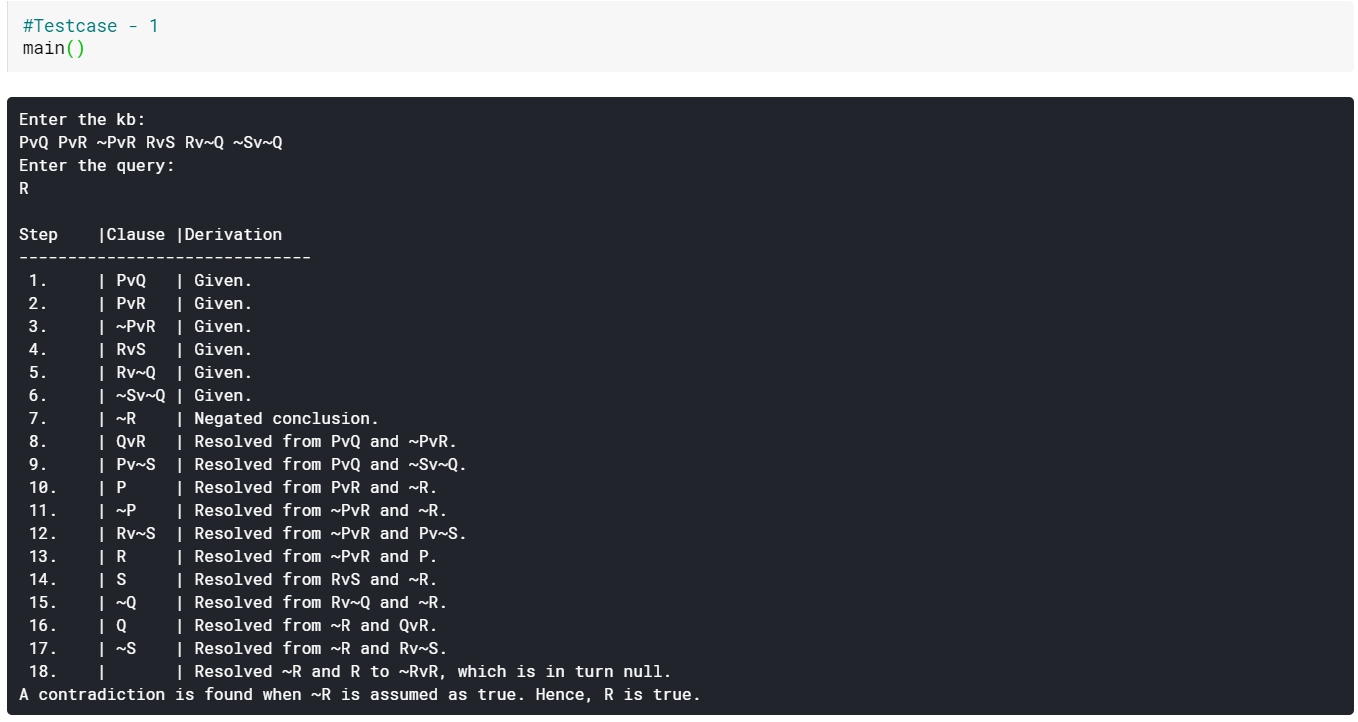 #Testcase - 1
main()
Enter the kb:
PvQ PvR ~PvR RvS Rv~Q ~Sv~Q
Enter the query:
R
Step    |Clause |Derivation
------------------------------
 1.     | PvQ   | Given.
 2.     | PvR   | Given.
 3.     | ~PvR  | Given.
 4.     | RvS   | Given.
 5.     | Rv~Q  | Given.
 6.     | ~Sv~Q | Given.
 7.     | ~R    | Negated conclusion.
 8.     | QvR   | Resolved from PvQ and ~PvR.
 9.     | Pv~S  | Resolved from PvQ and ~Sv~Q.
 10.    | P     | Resolved from PvR and ~R.
 11.    | ~P    | Resolved from ~PvR and ~R.
 12.    | Rv~S  | Resolved from ~PvR and Pv~S.
 13.    | R     | Resolved from ~PvR and P.
 14.    | S     | Resolved from RvS and ~R.
 15.    | ~Q    | Resolved from Rv~Q and ~R.
 16.    | Q     | Resolved from ~R and QvR.
 17.    | ~S    | Resolved from ~R and Rv~S.
 18.    |       | Resolved ~R and R to ~RvR, which is in turn null.
A contradiction is found when ~R is assumed as true. Hence, R is true.